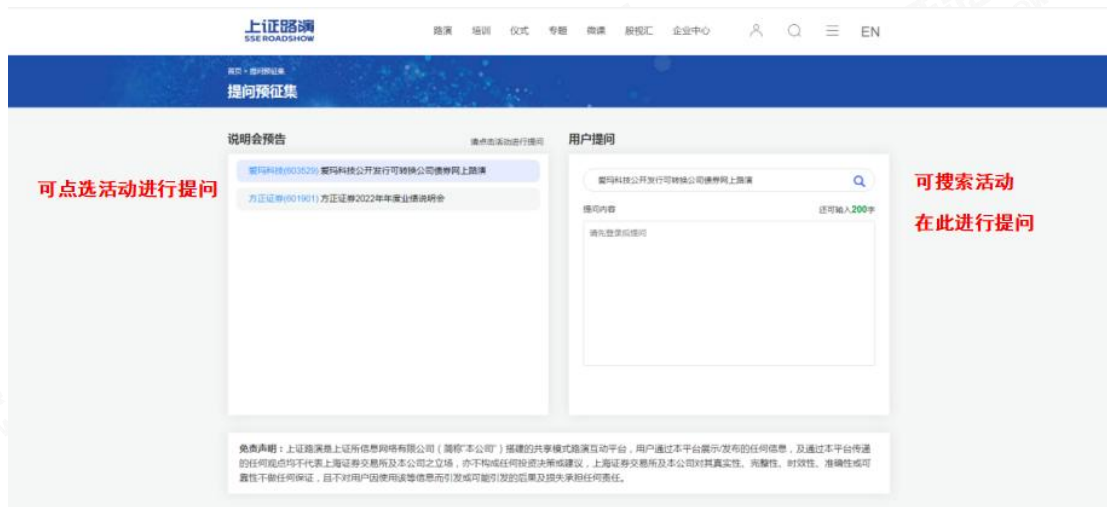 上证路演
SSE ROADSHOW
路演 培训 仪式 专题 微课 股视汇 企业中心 EN
首页 > 提问预征集
提问预征集
说明会预告 请点击活动进行提问
爱玛科技(603529) 爱玛科技公开发行可转换公司债券网上路演
方正证券(601901) 方正证券2022年年度业绩说明会
可点选活动进行提问
用户提问
爱玛科技公开发行可转换公司债券网上路演
提问内容 还可输入200字
请先登录后提问
可搜索活动
在此进行提问
免责声明：上证路演是上证所信息网络有限公司（简称“本公司”）搭建的共享模式路演互动平台，用户通过本平台展示/发布的任何信息，及通过本平台传递
的任何观点均不代表上海证券交易所及本公司之立场，亦不构成任何投资决策或建议，上海证券交易所及本公司对其真实性、完整性、时效性、准确性或可
靠性不做任何保证，且不对用户因使用该等信息而引发或可能引发的后果及损失承担任何责任。